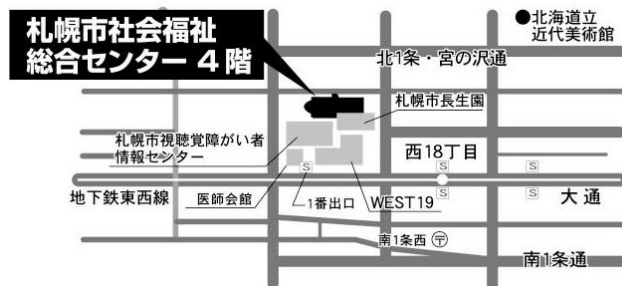 札幌市社会福祉
総合センター 4階
●北海道立
近代美術館
北1条・宮の沢通
札幌市長生園
札幌市視聴覚障がい者
情報センター
西18丁目
S
S
S
地下鉄東西線
医師会館
1番出口
WEST19
S
S
大通
南1条西〶
南1条通